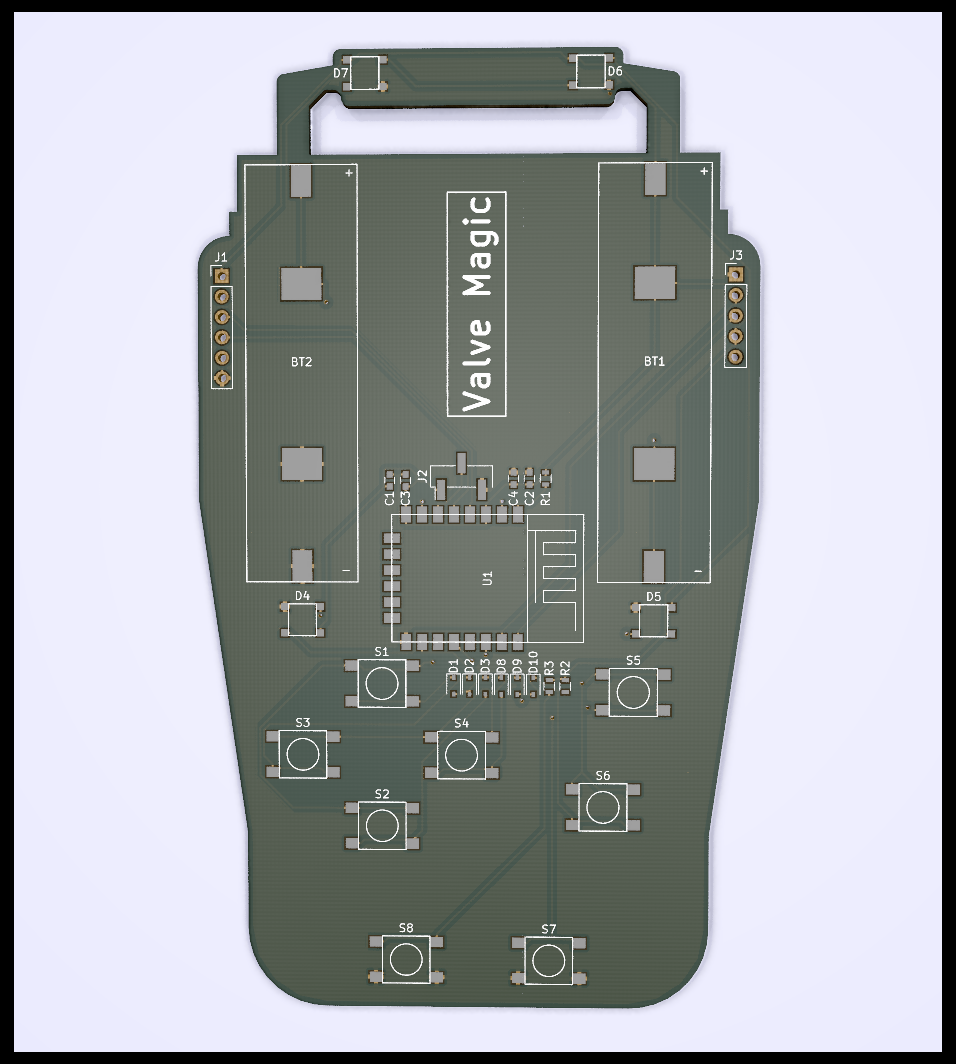 D7
D6
+
+
J1
J3
Valve Magic
BT2
BT1
J2
C1
C3
C4
C2
R1
U1
−
−
D4
D5
S1
D1
D2
D3
D8
D9
D10
R3
R2
S5
S3
S4
S2
S6
S8
S7